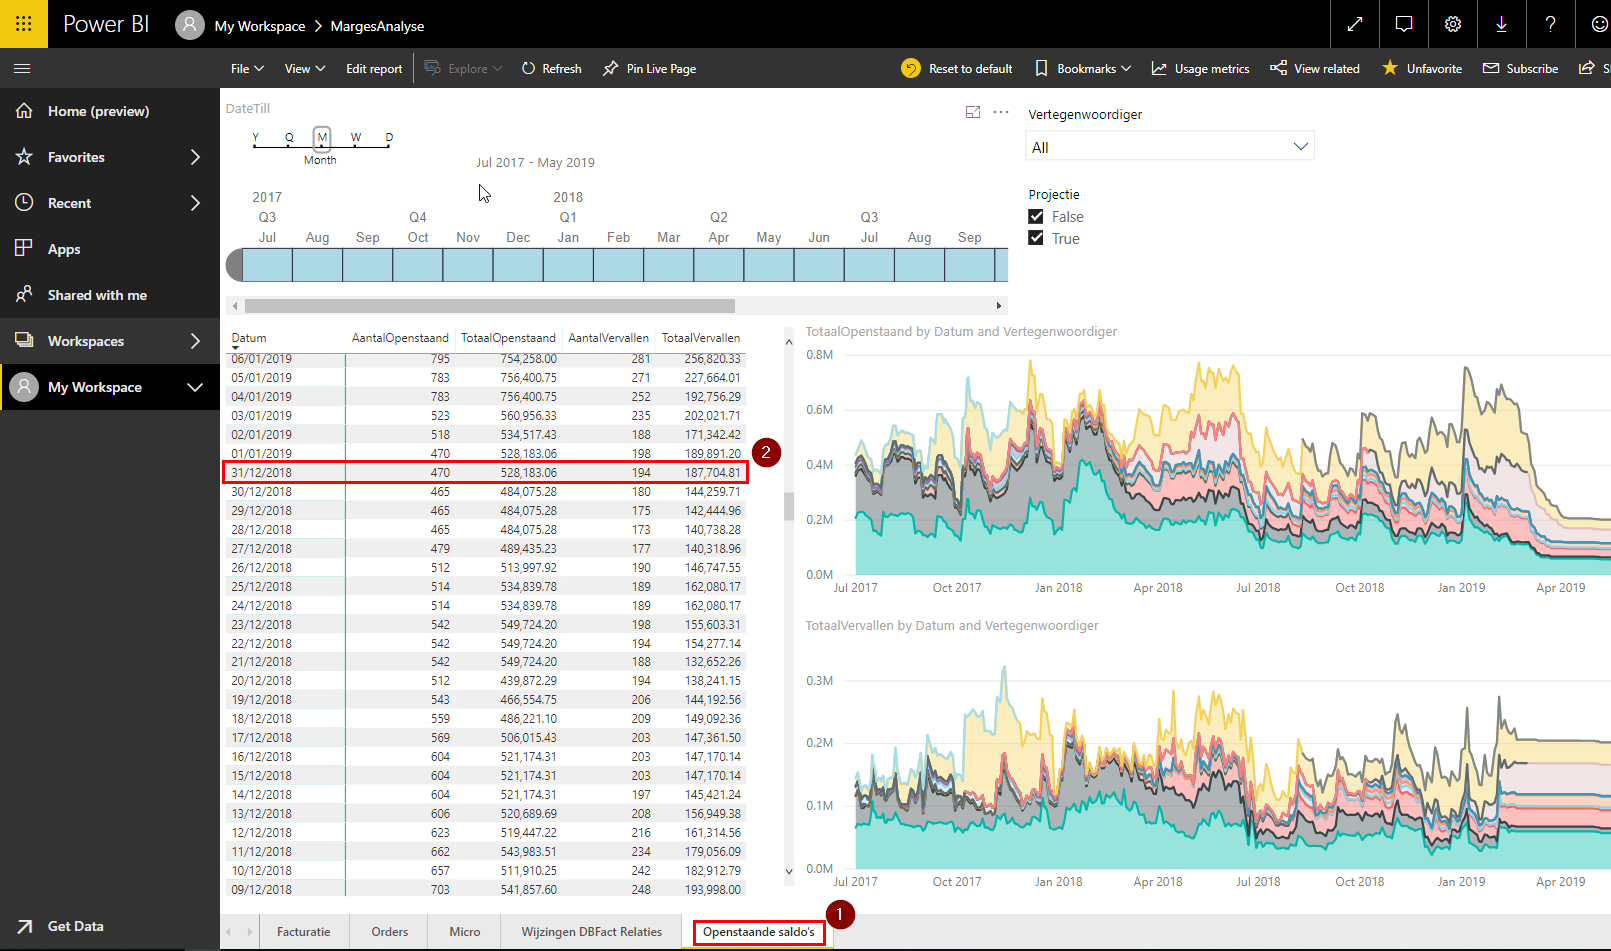 Power BI My Workspace > MargesAnalyse ?
File View Edit report Explore Refresh Pin Live Page Reset to default Bookmarks Usage metrics View related Unfavorite Subscribe
Home (preview)
Favorites
Recent
Apps
Shared with me
Workspaces
My Workspace
Get Data
DateTill
Y Q M W D
Month
Jul 2017 - May 2019
2017 2018
Q3 Q4 Q1 Q2 Q3
Jul Aug Sep Oct Nov Dec Jan Feb Mar Apr May Jun Jul Aug Sep
Vertegenwoordiger
All
Projectie
False
True
Datum AantalOpenstaand TotaalOpenstaand AantalVervallen TotaalVervallen
06/01/2019 795 754,258.00 281 256,820.33
05/01/2019 783 756,400.75 271 227,664.01
04/01/2019 783 756,400.75 252 192,756.29
03/01/2019 523 560,956.33 235 202,021.71
02/01/2019 518 534,517.43 188 171,342.42
01/01/2019 470 528,183.06 198 189,891.20
31/12/2018 470 528,183.06 194 187,704.81
2
30/12/2018 465 484,075.28 180 144,259.71
29/12/2018 465 484,075.28 175 142,444.96
28/12/2018 465 484,075.28 173 140,738.28
27/12/2018 479 489,435.23 177 140,318.96
26/12/2018 512 513,997.92 190 146,747.55
25/12/2018 514 534,839.78 189 162,080.17
24/12/2018 514 534,839.78 189 162,080.17
23/12/2018 542 549,724.20 198 155,603.31
22/12/2018 542 549,724.20 194 154,277.14
21/12/2018 542 549,724.20 188 132,652.26
20/12/2018 512 439,872.29 194 138,241.15
19/12/2018 543 466,554.75 206 144,192.56
18/12/2018 559 486,221.10 209 149,092.36
17/12/2018 569 506,015.43 203 147,361.50
16/12/2018 604 521,174.31 203 147,170.14
15/12/2018 604 521,174.31 203 147,170.14
14/12/2018 604 521,174.31 197 145,421.24
13/12/2018 606 520,689.69 208 156,949.38
12/12/2018 623 519,447.22 216 161,314.56
11/12/2018 662 543,983.51 234 179,056.09
10/12/2018 657 511,910.25 242 182,912.79
09/12/2018 703 541,857.60 248 193,998.00
TotaalOpenstaand by Datum and Vertegenwoordiger
0.8M
0.6M
0.4M
0.2M
0.0M
Jul 2017 Oct 2017 Jan 2018 Apr 2018 Jul 2018 Oct 2018 Jan 2019 Apr 2019
TotaalVervallen by Datum and Vertegenwoordiger
0.3M
0.2M
0.1M
0.0M
Jul 2017 Oct 2017 Jan 2018 Apr 2018 Jul 2018 Oct 2018 Jan 2019 Apr 2019
1
Facturatie Orders Micro Wijzingen DBFact Relaties Openstaande saldo's